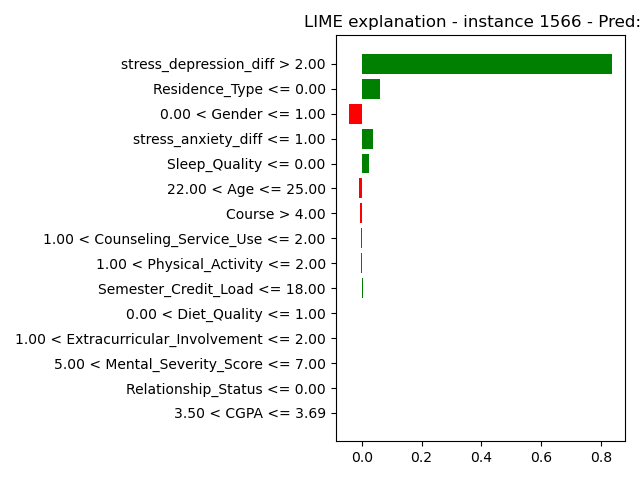 LIME explanation - instance 1566 - Pred:
stress_depression_diff > 2.00
Residence_Type <= 0.00
0.00 < Gender <= 1.00
stress_anxiety_diff <= 1.00
Sleep_Quality <= 0.00
22.00 < Age <= 25.00
Course > 4.00
1.00 < Counseling_Service_Use <= 2.00
1.00 < Physical_Activity <= 2.00
Semester_Credit_Load <= 18.00
0.00 < Diet_Quality <= 1.00
1.00 < Extracurricular_Involvement <= 2.00
5.00 < Mental_Severity_Score <= 7.00
Relationship_Status <= 0.00
3.50 < CGPA <= 3.69
0.0 0.2 0.4 0.6 0.8